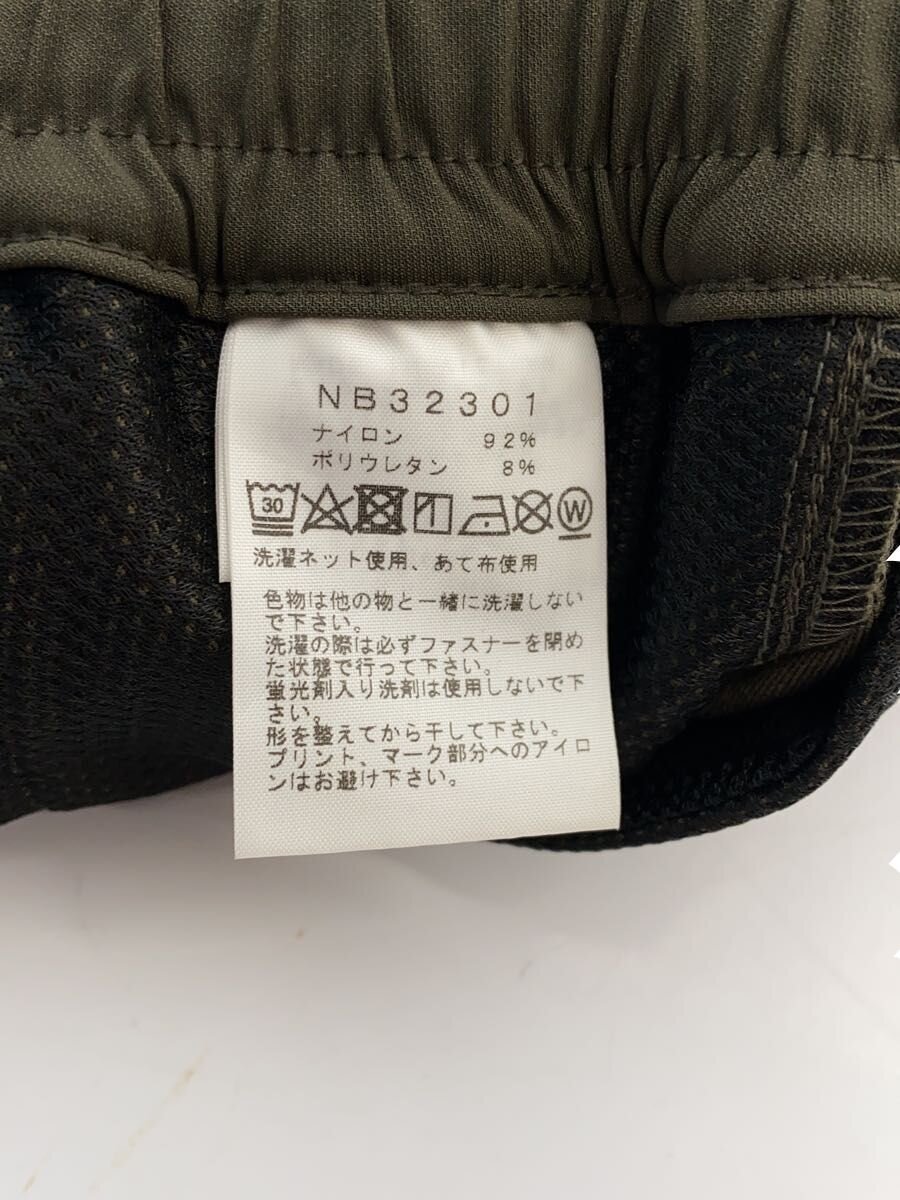 NB32301
ナイロン 92%
ポリウレタン 8%
30
W
洗濯ネット使用、あて布使用
色物は他の物と一緒に洗濯しない
で下さい。
洗濯の際は必ずファスナーを閉め
た状態で行って下さい。
蛍光剤入り洗剤は使用しないで下
さい。
形を整えてから干して下さい。
プリント、マーク部分へのアイロ
ンはお避け下さい。